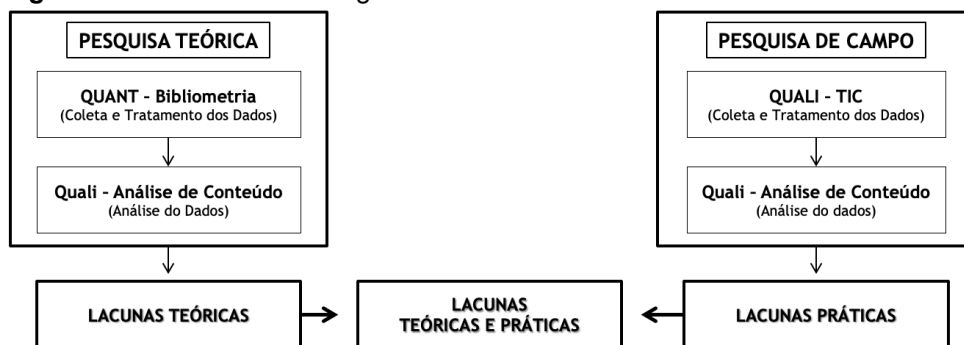 PESQUISA TEÓRICA
QUANT - Bibliometria
(Coleta e Tratamento dos Dados)
Quali - Análise de Conteúdo
(Análise do Dados)
LACUNAS TEÓRICAS
LACUNAS
TEÓRICAS E PRÁTICAS
PESQUISA DE CAMPO
QUALI - TIC
(Coleta e Tratamento dos Dados)
Quali - Análise de Conteúdo
(Análise do dados)
LACUNAS PRÁTICAS